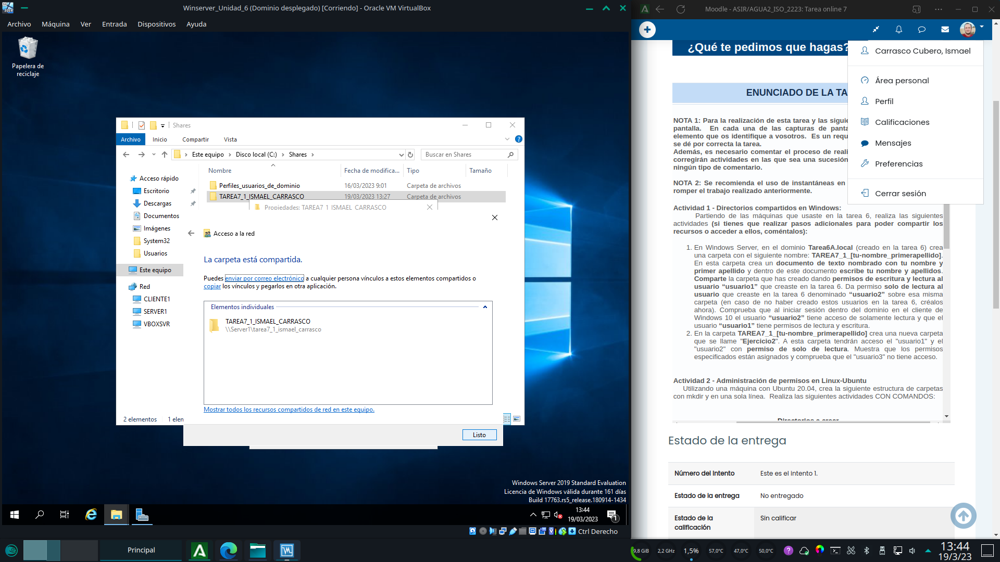 Winserver_Unidad_6 (Dominio desplegado) [Corriendo] - Oracle VM VirtualBox
Archivo Máquina Ver Entrada Dispositivos Ayuda
Papelera de
reciclaje
Shares
Archivo Inicio Compartir Vista
Este equipo Disco local (C:) Shares
Buscar en Shares
Nombre Fecha de modifica... Tipo Tamaño
Perfiles_usuarios_de_dominio 16/03/2023 9:01 Carpeta de archivos
TAREA7_1_ISMAEL_CARRASCO 19/03/2023 13:27 Carpeta de archivos
Acceso rápido
Escritorio
Descargas
Documentos
Imágenes
System32
Usuarios
Este equipo
Red
CLIENTE1
SERVER1
VBOXSVR
2 elementos 1 elen
Propiedades: TAREA7_1_ISMAEL_CARRASCO
Acceso a la red
La carpeta está compartida.
Puedes enviar por correo electrónico a cualquier persona vínculos a estos elementos compartidos o
copiar los vínculos y pegarlos en otra aplicación.
Elementos individuales
TAREA7_1_ISMAEL_CARRASCO
\\Server1\tarea7_1_ismael_carrasco
Mostrar todos los recursos compartidos de red en este equipo.
Listo
Windows Server 2019 Standard Evaluation
Licencia de Windows válida durante 161 días
Build 17763.rs5_release.180914-1434
13:44
19/03/2023
1
Ctrl Derecho
Moodle - ASIR/AGUA2_ISO_2223: Tarea online 7
¿Qué te pedimos que hagas?
Carrasco Cubero, Ismael
Área personal
Perfil
Calificaciones
Mensajes
Preferencias
Cerrar sesión
ENUNCIADO DE LA TA
NOTA 1: Para la realización de esta tarea y las siguie
pantalla. En cada una de las capturas de panta
elemento que os identifique a vosotros. Es un requ
se dé por correcta la tarea.
Además, es necesario comentar el proceso de reali
corregirán actividades en las que sea una sucesión
ningún tipo de comentario.
NOTA 2: Se recomienda el uso de instantáneas en
romper el trabajo realizado anteriormente.
Actividad 1 - Directorios compartidos en Windows:
Partiendo de las máquinas que usaste en la tarea 6, realiza las siguientes
actividades (si tienes que realizar pasos adicionales para poder compartir los
recursos o acceder a ellos, coméntalos):
1. En Windows Server, en el dominio Tarea6A.local (creado en la tarea 6) crea
una carpeta con el siguiente nombre: TAREA7_1_[tu-nombre_primerapellido].
En esta carpeta crea un documento de texto nombrado con tu nombre y
primer apellido y dentro de este documento escribe tu nombre y apellidos.
Comparte la carpeta que has creado dando permisos de escritura y lectura al
usuario “usuario1” que creaste en la tarea 6. Da permiso solo de lectura al
usuario que creaste en la tarea 6 denominado “usuario2” sobre esa misma
carpeta (en caso de no haber creado estos usuarios en la tarea 6, créalos
ahora). Comprueba que al iniciar sesión dentro del dominio en el cliente de
Windows 10 el usuario “usuario2” tiene acceso de solamente lectura y que el
usuario “usuario1” tiene permisos de lectura y escritura.
2. En la carpeta TAREA7_1_[tu-nombre_primerapellido] crea una nueva carpeta
que se llame "Ejercicio2". A esta carpeta tendrán acceso el "usuario1" y el
"usuario2" con permiso de solo de lectura. Muestra que los permisos
especificados están asignados y comprueba que el "usuario3" no tiene acceso.
Actividad 2 - Administración de permisos en Linux-Ubuntu
Utilizando una máquina con Ubuntu 20.04, crea la siguiente estructura de carpetas
con mkdir y en una sola línea. Realiza las siguientes actividades CON COMANDOS:
Directorios a crear
Estado de la entrega
Número del Intento Este es el intento 1.
Estado de la entrega No entregado
Estado de la
calificación
Sin calificar
Principal
9,8 GiB 2,2 GHz 1,5% 57,0°C 47,0°C 50,0°C
13:44
19/3/23